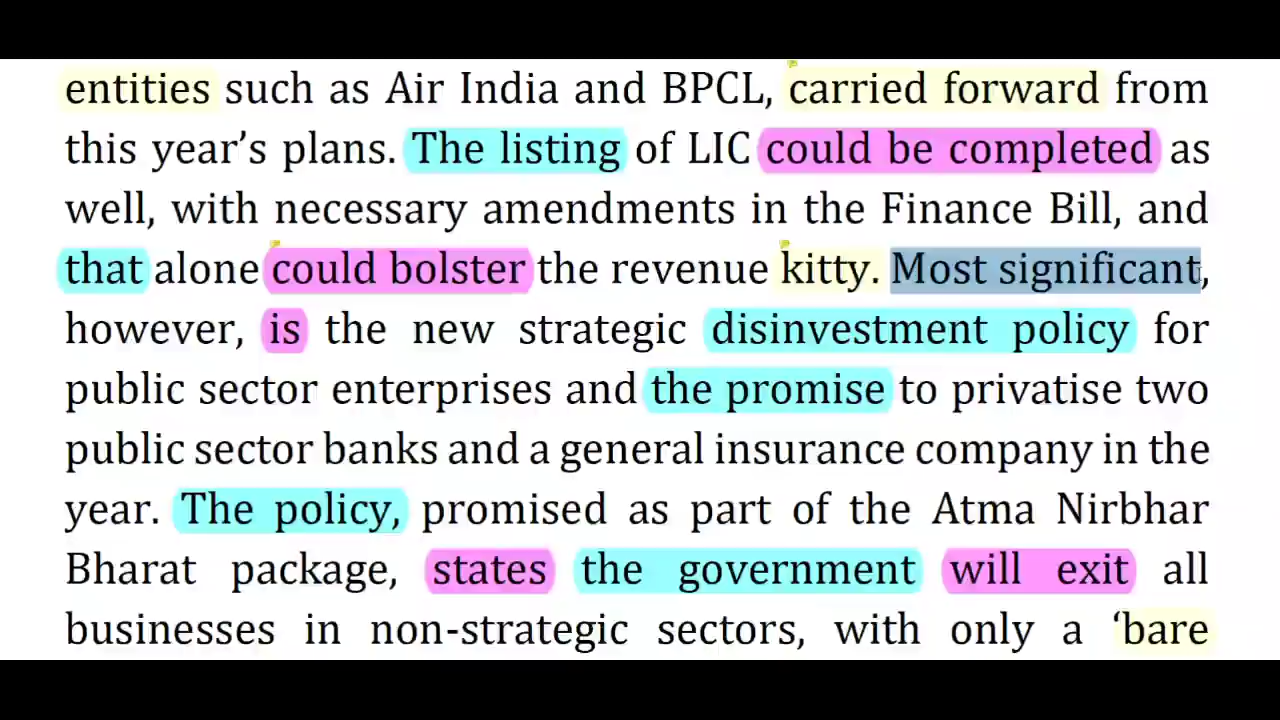 entities such as Air India and BPCL, carried forward from
this year’s plans. The listing of LIC could be completed as
well, with necessary amendments in the Finance Bill, and
that alone could bolster the revenue kitty. Most significant,
however, is the new strategic disinvestment policy for
public sector enterprises and the promise to privatise two
public sector banks and a general insurance company in the
year. The policy, promised as part of the Atma Nirbhar
Bharat package, states the government will exit all
businesses in non-strategic sectors, with only a ‘bare